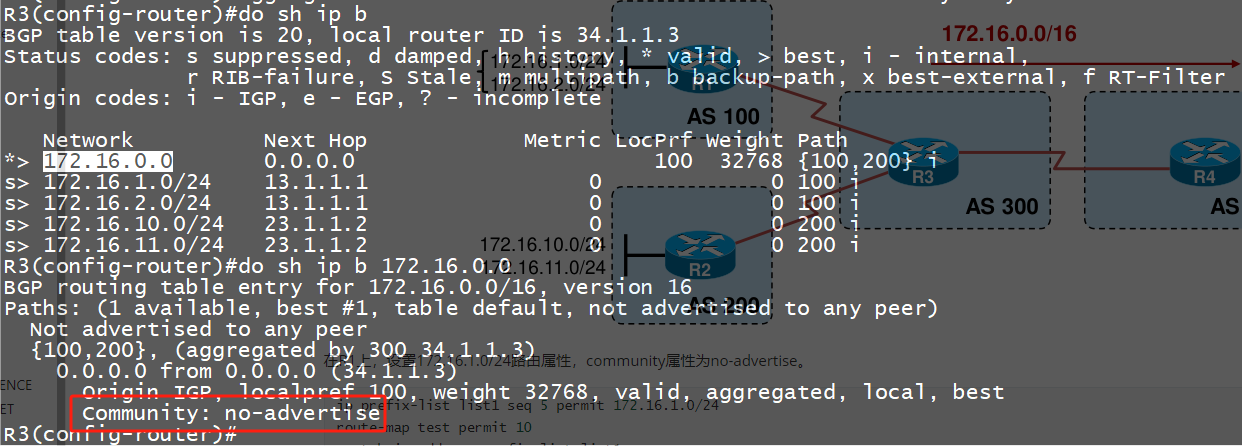 R3(config-router)#do sh ip b
BGP table version is 20, local router ID is 34.1.1.3
Status codes: s suppressed, d damped, h history, * valid, > best, i - internal,
r RIB-failure, S Stale, m multipath, b backup-path, x best-external, f RT-Filter
Origin codes: i - IGP, e - EGP, ? - incomplete
Network Next Hop Metric LocPrf Weight Path
*> 172.16.0.0 0.0.0.0 100 32768 {100,200} i
s> 172.16.1.0/24 13.1.1.1 0 0 100 i
s> 172.16.2.0/24 13.1.1.1 0 0 100 i
s> 172.16.10.0/24 23.1.1.2 0 0 200 i
s> 172.16.11.0/24 23.1.1.2 0 0 200 i
R3(config-router)#do sh ip b 172.16.0.0
BGP routing table entry for 172.16.0.0/16, version 16
Paths: (1 available, best #1, table default, not advertised to any peer)
Not advertised to any peer
{100,200}, (aggregated by 300 34.1.1.3)
0.0.0.0 from 0.0.0.0 (34.1.1.3)
Origin IGP, localpref 100, weight 32768, valid, aggregated, local, best
Community: no-advertise
R3(config-router)#
172.16.0.0/16
172.16.1.0/24
172.16.2.0/24
R1
AS 100
R3
AS 300
R4
AS
172.16.10.0/24
172.16.11.0/24
R2
AS 200
在R1上，设置172.16.1.0/24路由属性，community属性为no-advertise。
ip prefix-list list1 seq 5 permit 172.16.1.0/24
route-map test permit 10
ENCE
ET